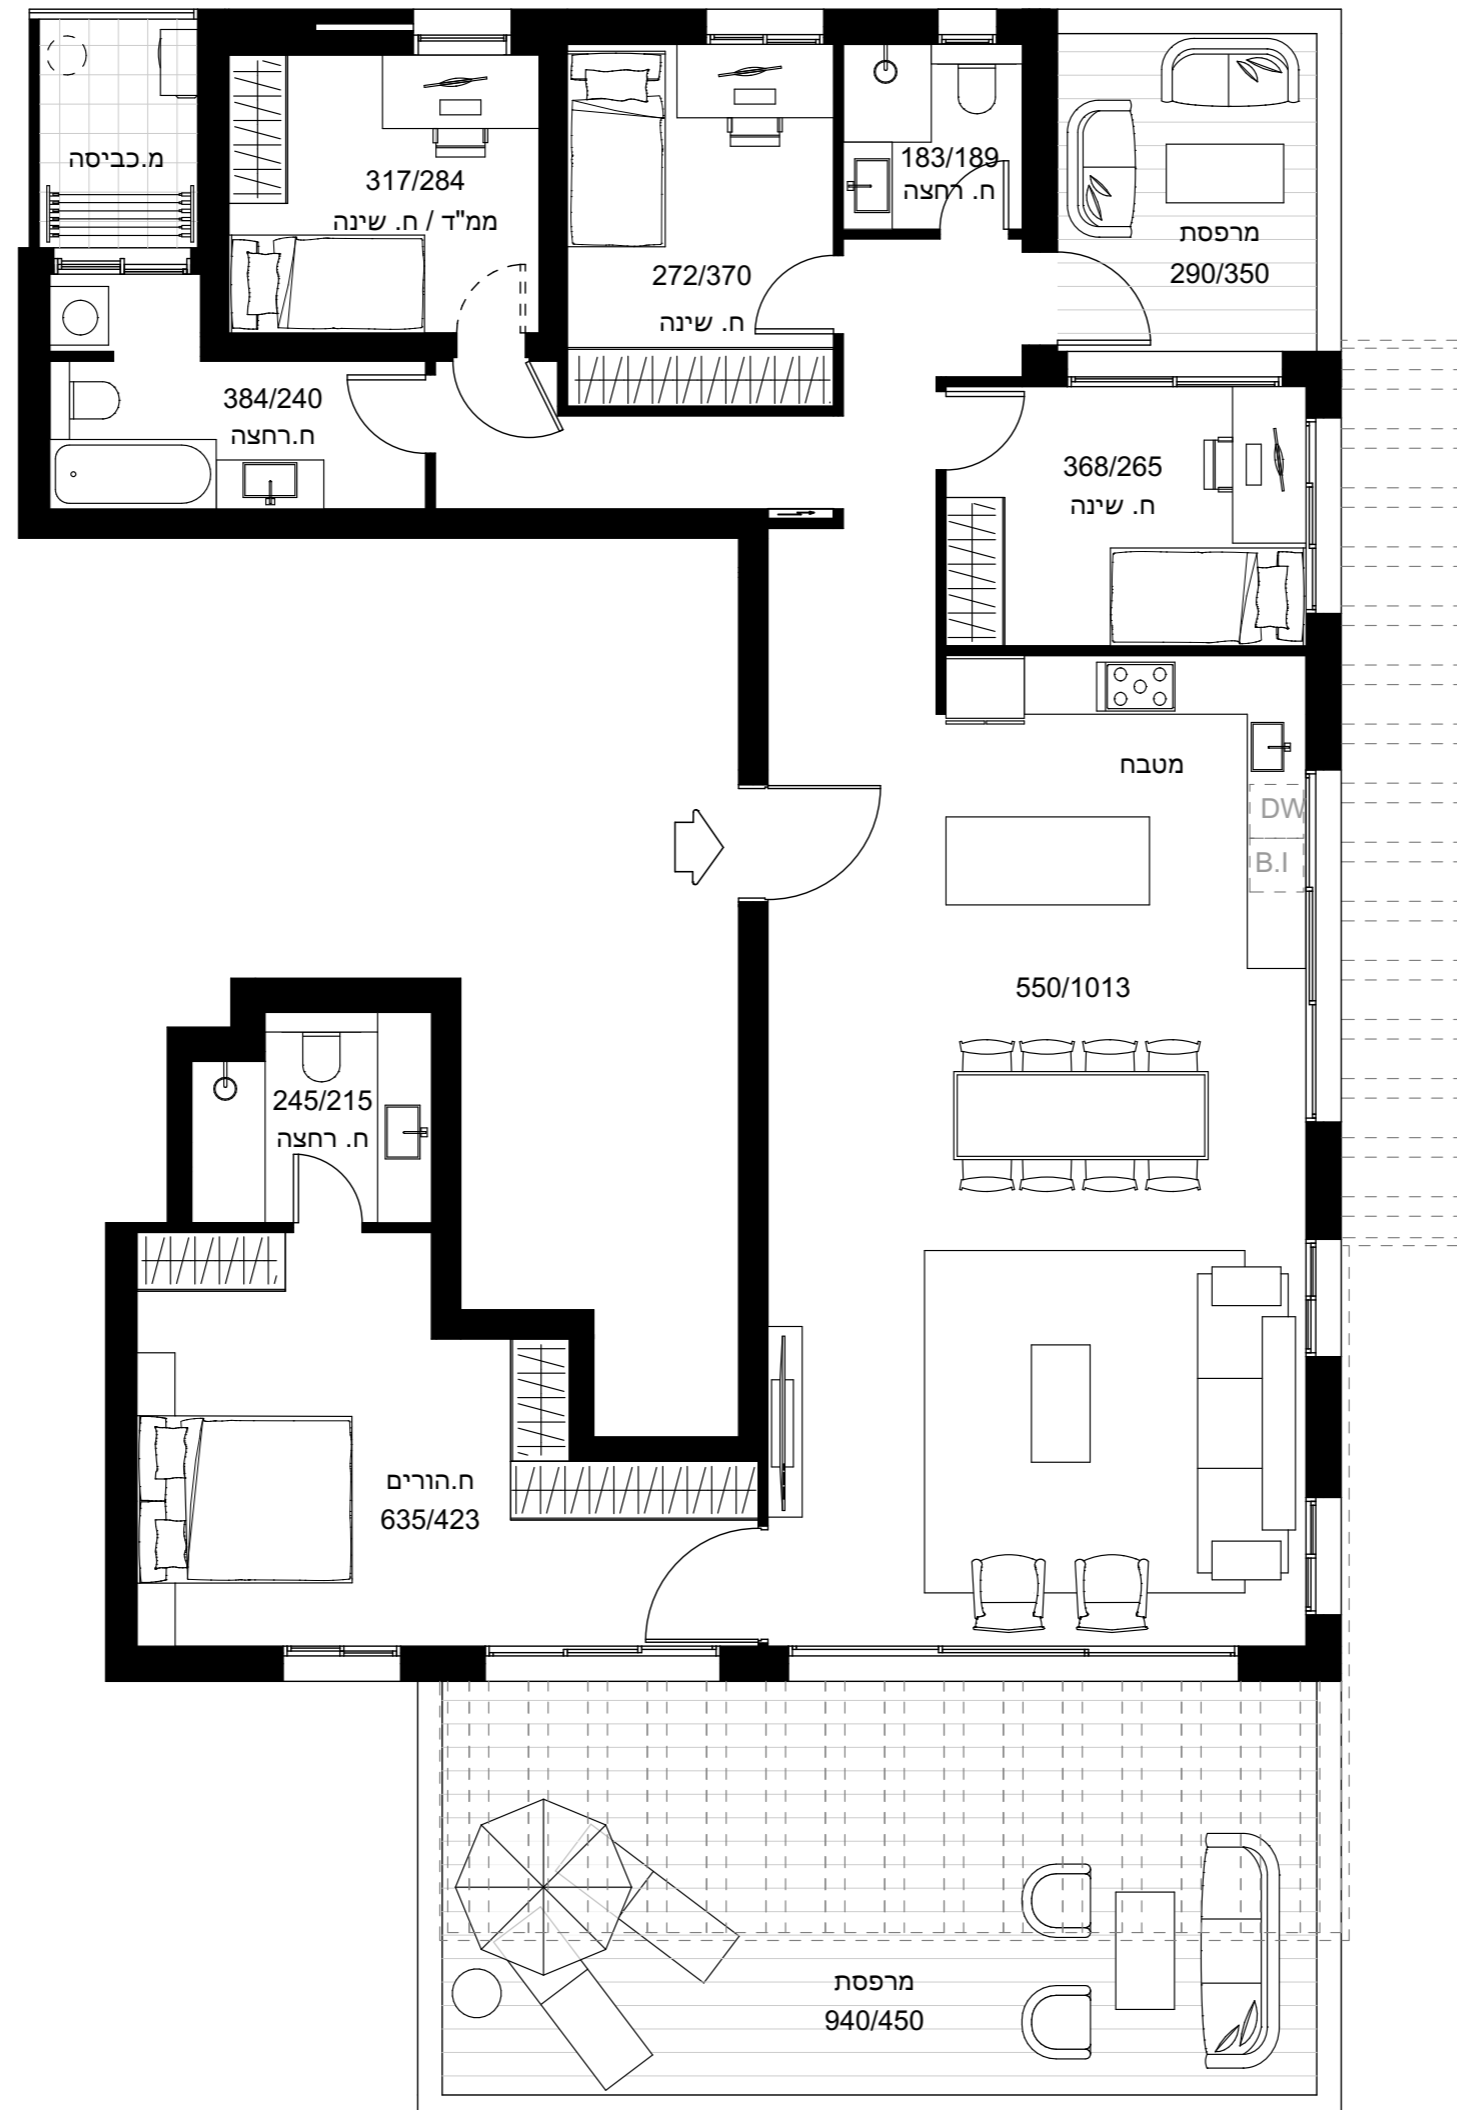 מ.כביסה
317/284
ממ"ד / ח. שינה
272/370
ח. שינה
183/189
ח. רחצה
מרפסת
290/350
384/240
ח.רחצה
368/265
ח. שינה
מטבח
DW
B.I
550/1013
245/215
ח. רחצה
ח.הורים
635/423
מרפסת
940/450